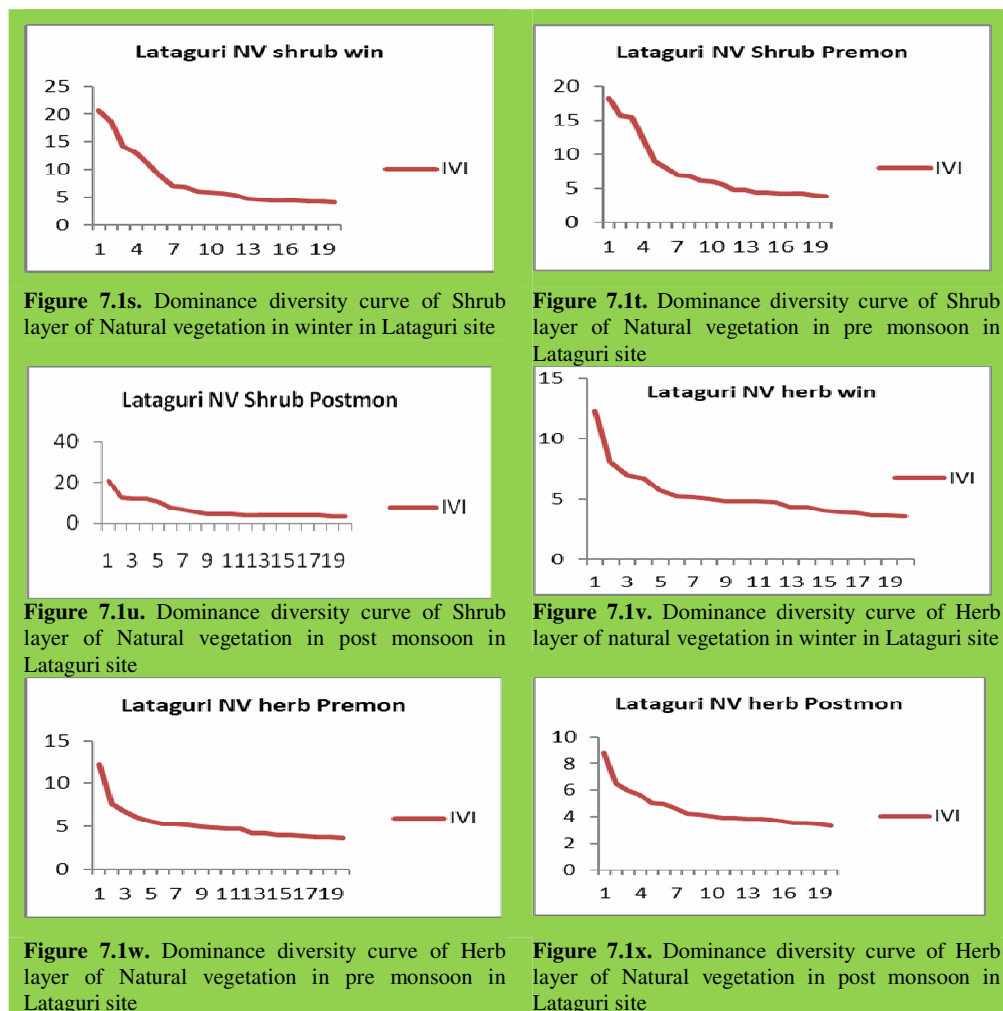 Lataguri NV shrub win
25
20
15
10
5
0
1 4 7 10 13 16 19
IVI
Figure 7.1s. Dominance diversity curve of Shrub
layer of Natural vegetation in winter in Lataguri site
Lataguri NV Shrub Premon
20
15
10
5
0
1 4 7 10 13 16 19
IVI
Figure 7.1t. Dominance diversity curve of Shrub
layer of Natural vegetation in pre monsoon in
Lataguri site
Lataguri NV Shrub Postmon
40
20
0
1 3 5 7 9 11 13 15 17 19
IVI
Figure 7.1u. Dominance diversity curve of Shrub
layer of Natural vegetation in post monsoon in
Lataguri site
Lataguri NV herb win
15
10
5
0
1 3 5 7 9 11 13 15 17 19
IVI
Figure 7.1v. Dominance diversity curve of Herb
layer of natural vegetation in winter in Lataguri site
Lataguri NV herb Premon
15
10
5
0
1 3 5 7 9 11 13 15 17 19
IVI
Figure 7.1w. Dominance diversity curve of Herb
layer of Natural vegetation in pre monsoon in
Lataguri site
Lataguri NV herb Postmon
10
8
6
4
2
0
1 4 7 10 13 16 19
IVI
Figure 7.1x. Dominance diversity curve of Herb
layer of Natural vegetation in post monsoon in
Lataguri site